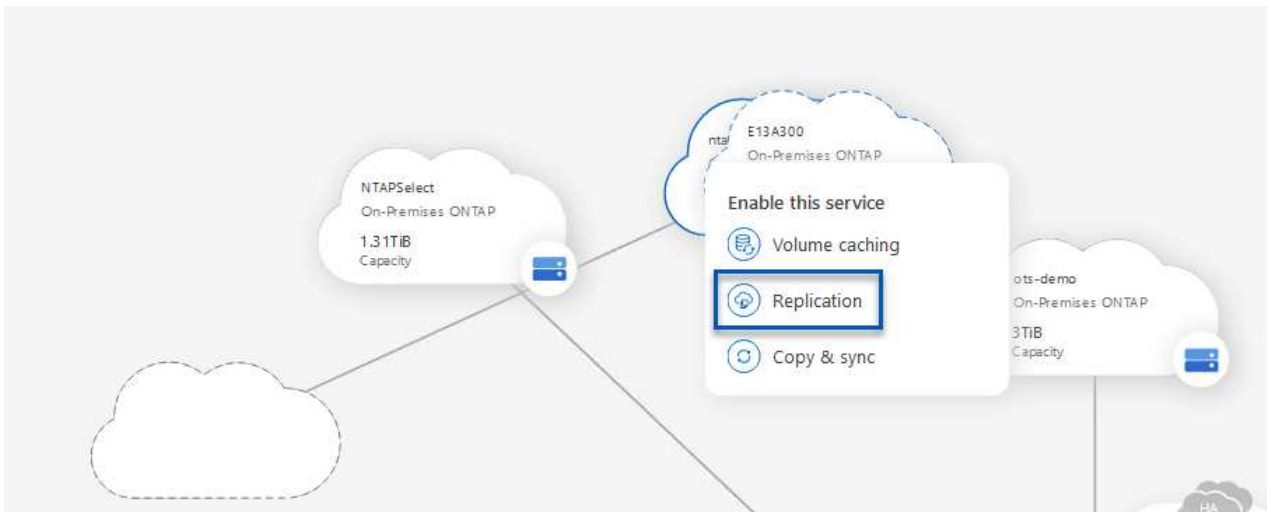 NTAPSelect
On-Premises ONTAP
1.31TiB
Capacity
E13A300
On-Premises ONTAP
Enable this service
Volume caching
Replication
Copy & sync
ots-demo
On-Premises ONTAP
3TiB
Capacity
HA